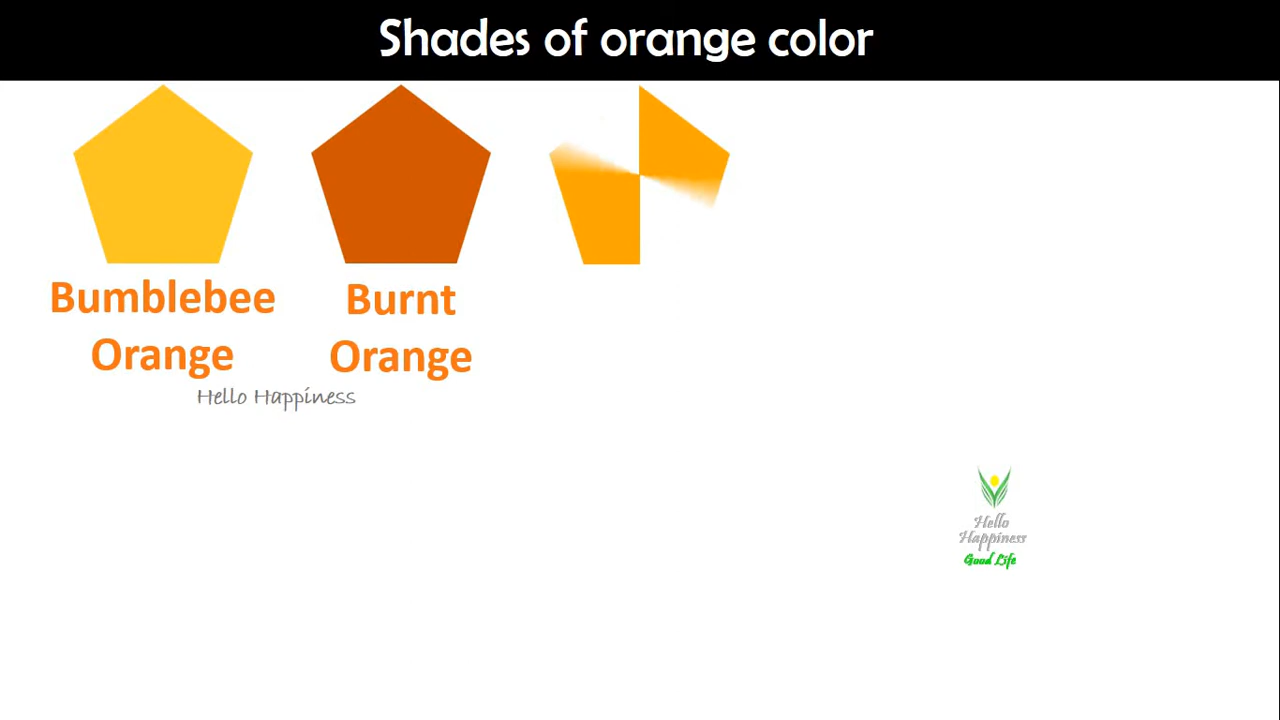 Shades of orange color
Bumblebee
Orange
Burnt
Orange
Hello Happiness
Hello
Happiness
Good Life